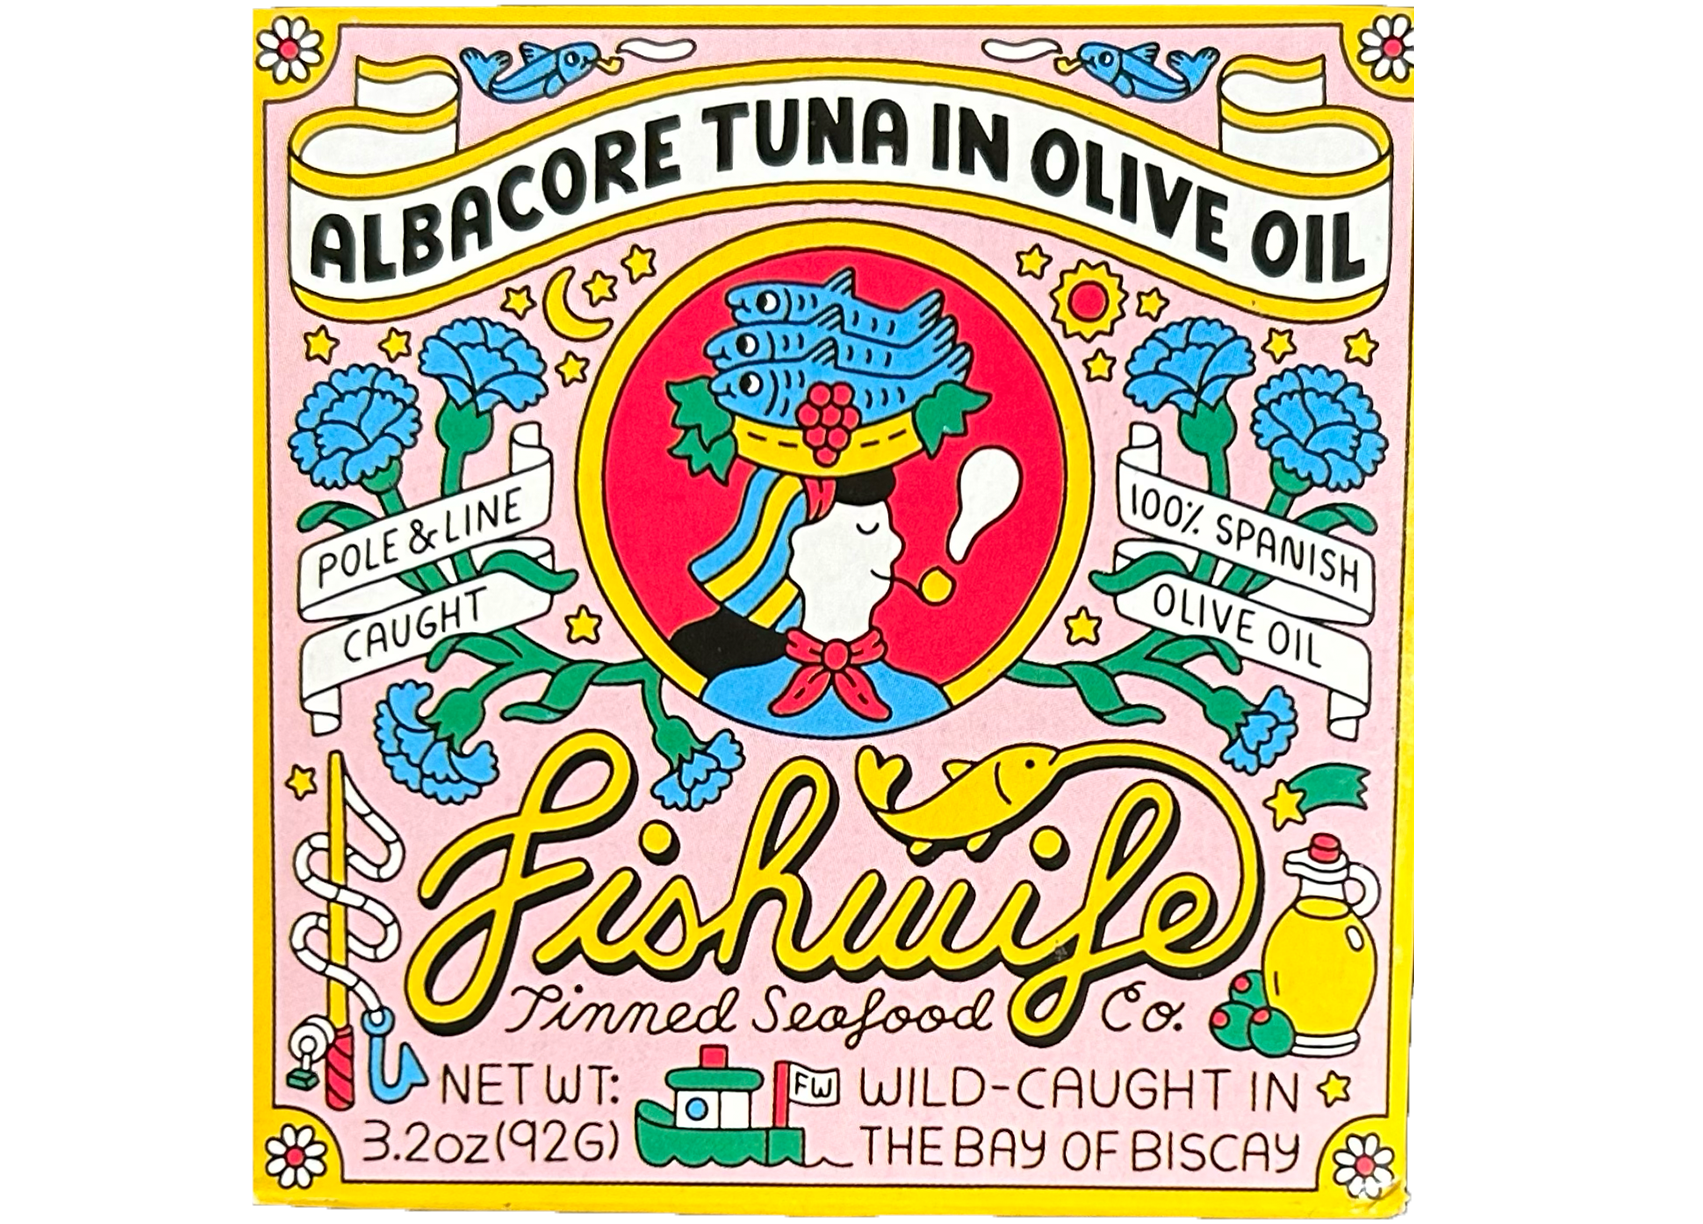 ALBACORE TUNA IN OLIVE OIL
POLE & LINE
CAUGHT
100% SPANISH
OLIVE OIL
Fishwife
Tinned Seafood Co.
NET WT:
3.2oz (92G)
FW
WILD-CAUGHT IN
THE BAY OF BISCAY